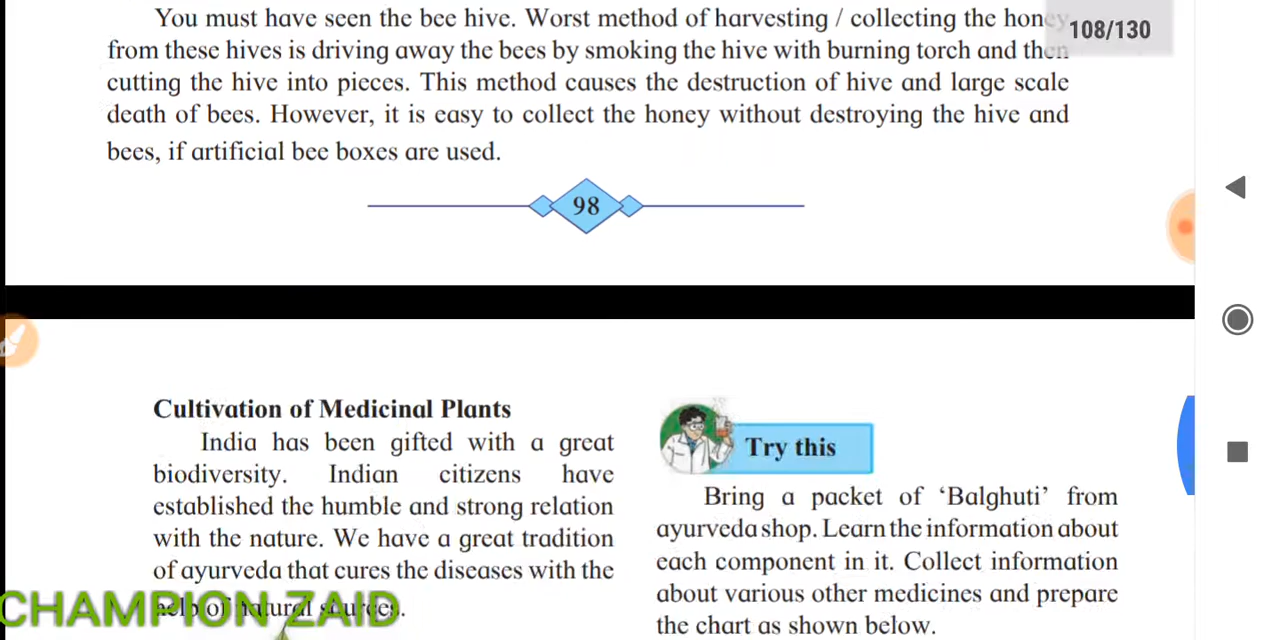 You must have seen the bee hive. Worst method of harvesting / collecting the honey
108/130
from these hives is driving away the bees by smoking the hive with burning torch and then
cutting the hive into pieces. This method causes the destruction of hive and large scale
death of bees. However, it is easy to collect the honey without destroying the hive and
bees, if artificial bee boxes are used.
98
Cultivation of Medicinal Plants
India has been gifted with a great
biodiversity. Indian citizens have
established the humble and strong relation
with the nature. We have a great tradition
of ayurveda that cures the diseases with the
help of natural sources.
CHAMPION ZAID
Try this
Bring a packet of ‘Balghuti’ from
ayurveda shop. Learn the information about
each component in it. Collect information
about various other medicines and prepare
the chart as shown below.